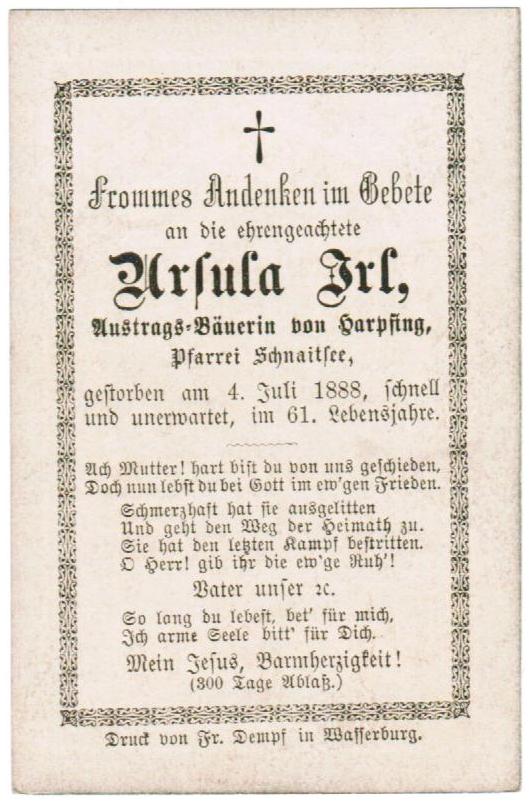 Frommes Andenken im Gebete
an die ehrengeachtete
Ursula Irl,
Austrags-Bäuerin von Harpfing,
Pfarrei Schnaitsee,
gestorben am 4. Juli 1888, schnell
und unerwartet, im 61. Lebensjahre.
Ach Mutter! hart bist du von uns geschieden,
Doch nun lebst du bei Gott im ew'gen Frieden.
Schmerzhaft hat sie ausgelitten
Und geht den Weg der Heimath zu.
Sie hat den letzten Kampf bestritten.
O Herr! gib ihr die ew'ge Ruh'!
Vater unser ꝛc.
So lang du lebest, bet' für mich,
Ich arme Seele bitt' für Dich.
Mein Jesus, Barmherzigkeit!
(300 Tage Ablaß.)
Druck von Fr. Dempf in Wasserburg.